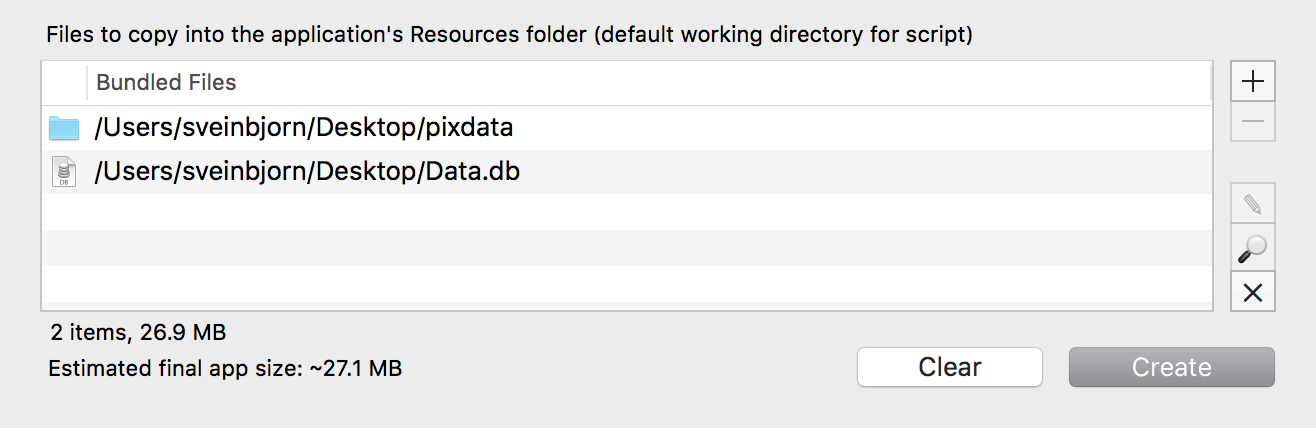 Files to copy into the application's Resources folder (default working directory for script)
Bundled Files
/Users/sveinbjorn/Desktop/pixdata
/Users/sveinbjorn/Desktop/Data.db
DB
2 items, 26.9 MB
Estimated final app size: ~27.1 MB
Clear
Create